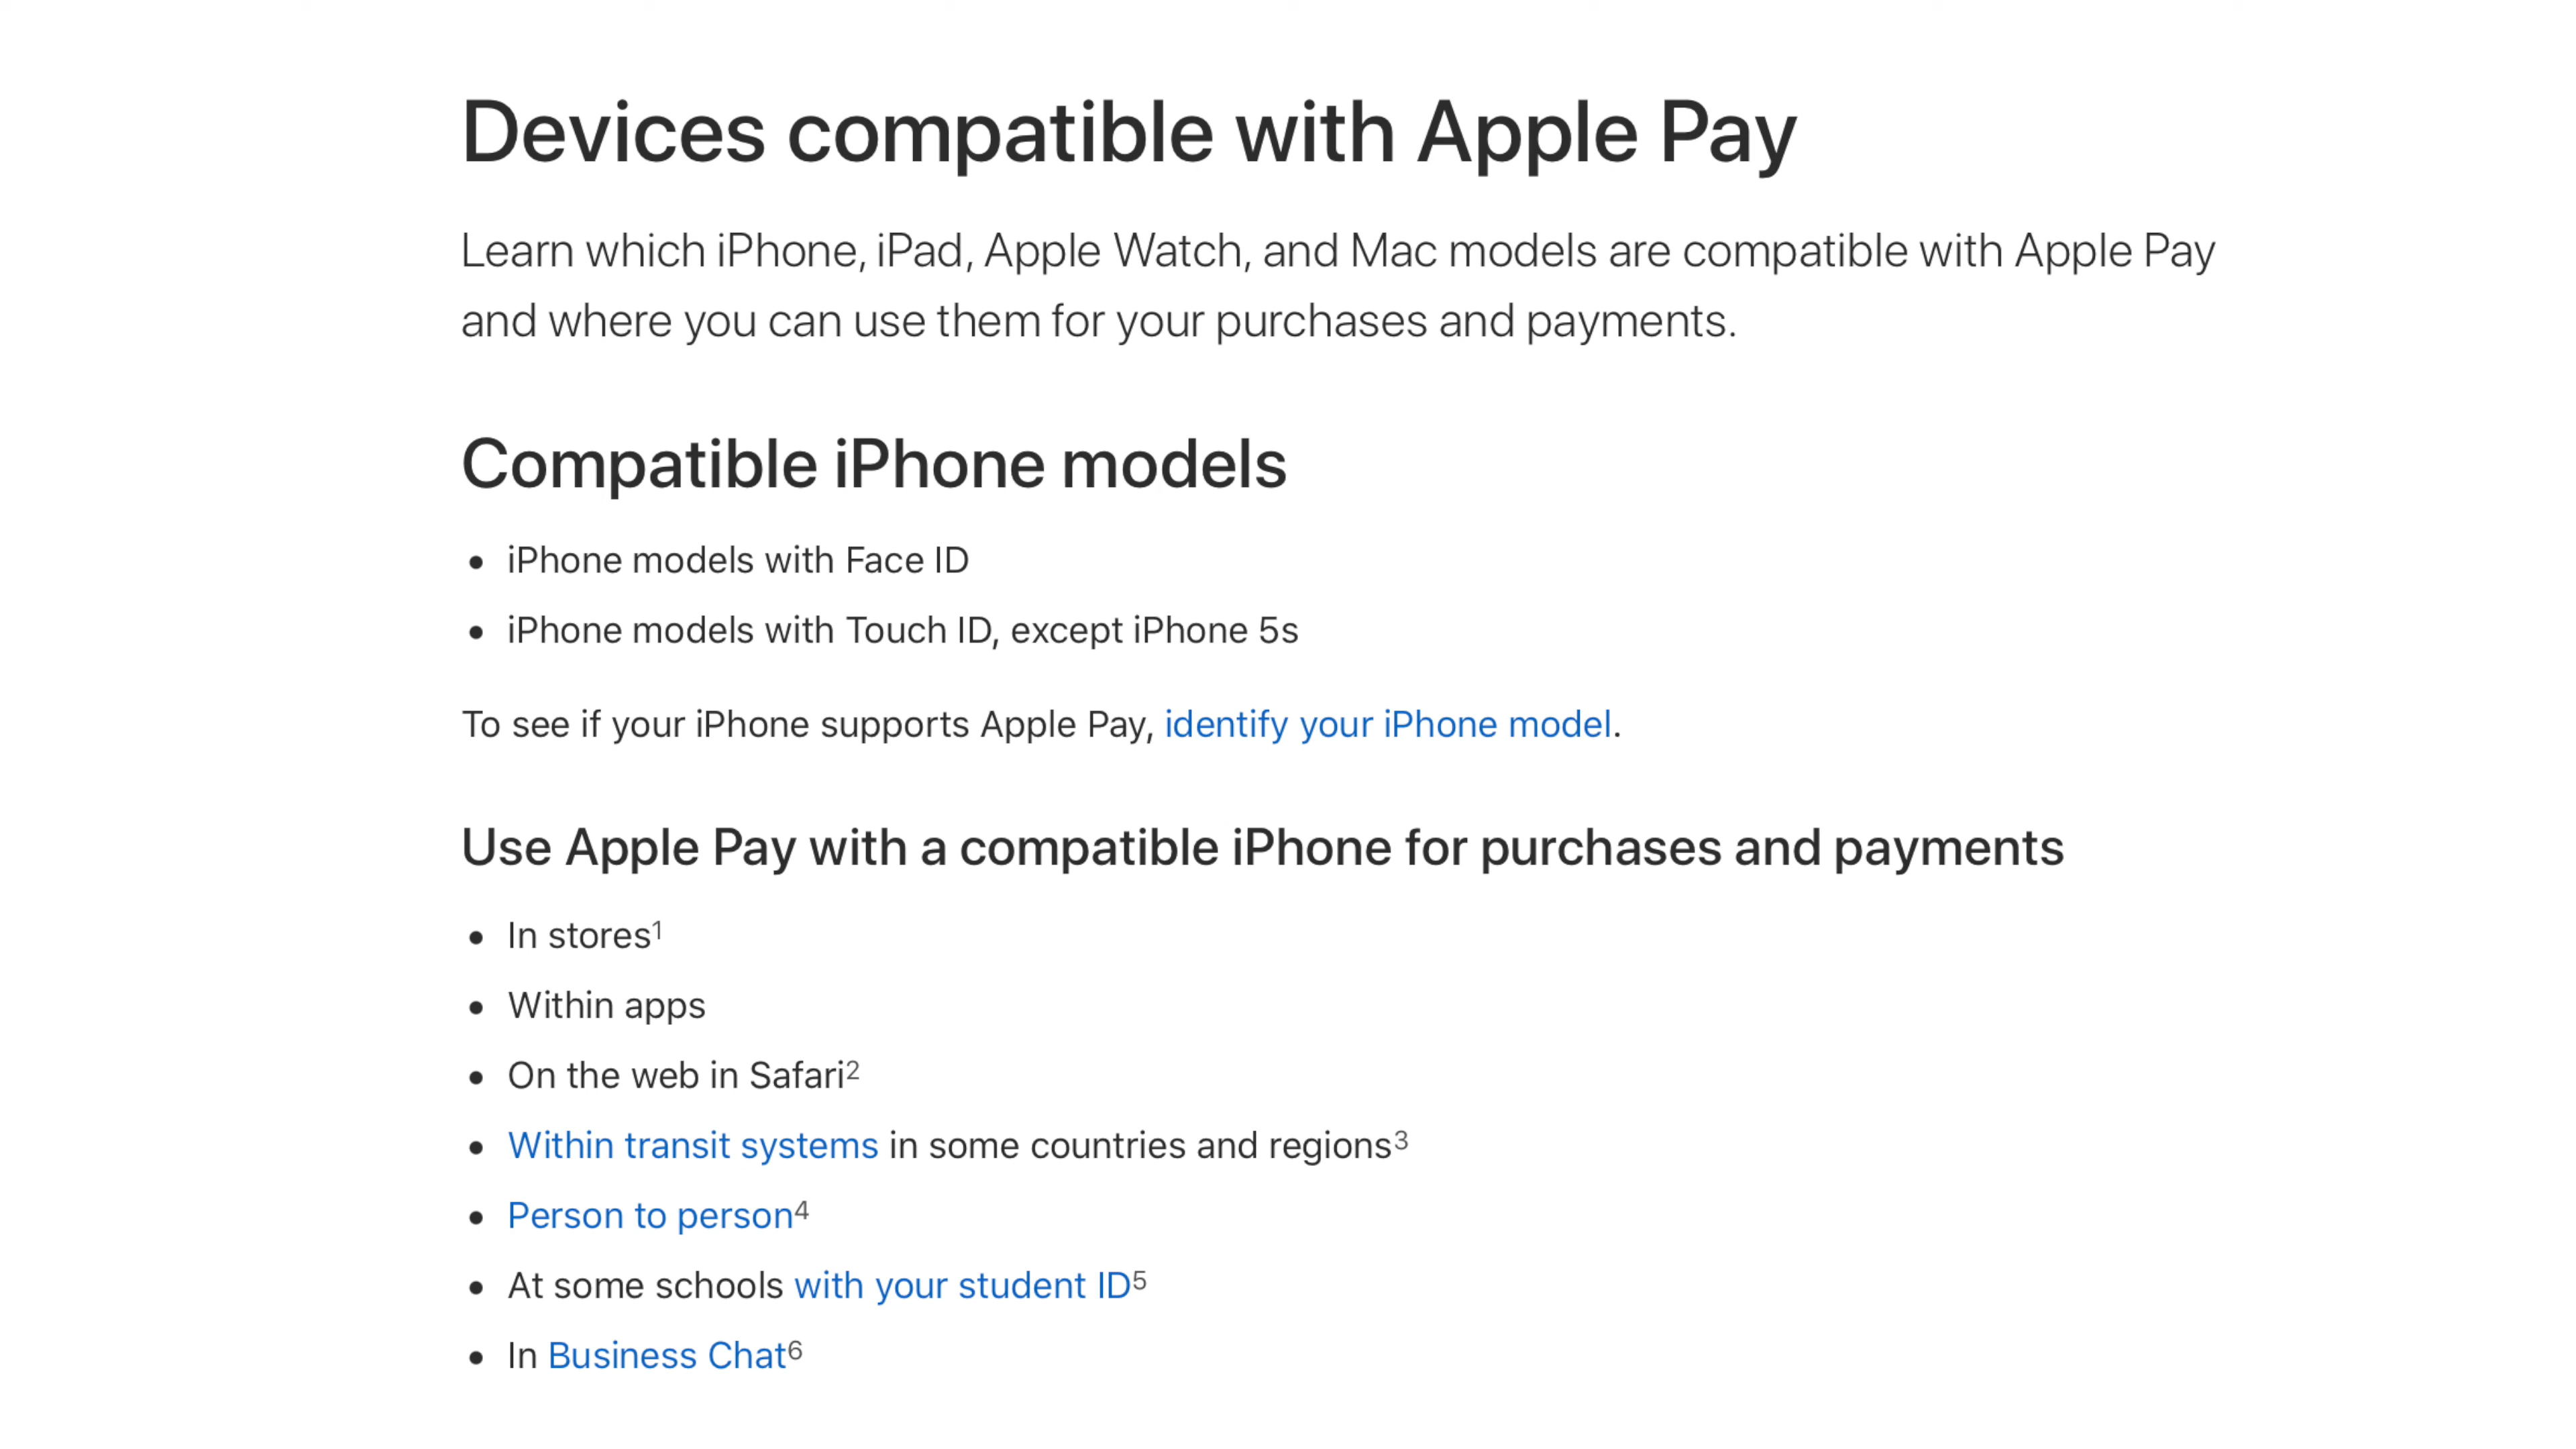 Devices compatible with Apple Pay
Learn which iPhone, iPad, Apple Watch, and Mac models are compatible with Apple Pay
and where you can use them for your purchases and payments.
Compatible iPhone models
• iPhone models with Face ID
• iPhone models with Touch ID, except iPhone 5s
To see if your iPhone supports Apple Pay, identify your iPhone model.
Use Apple Pay with a compatible iPhone for purchases and payments
• In stores¹
• Within apps
• On the web in Safari²
• Within transit systems in some countries and regions³
• Person to person⁴
• At some schools with your student ID⁵
• In Business Chat⁶